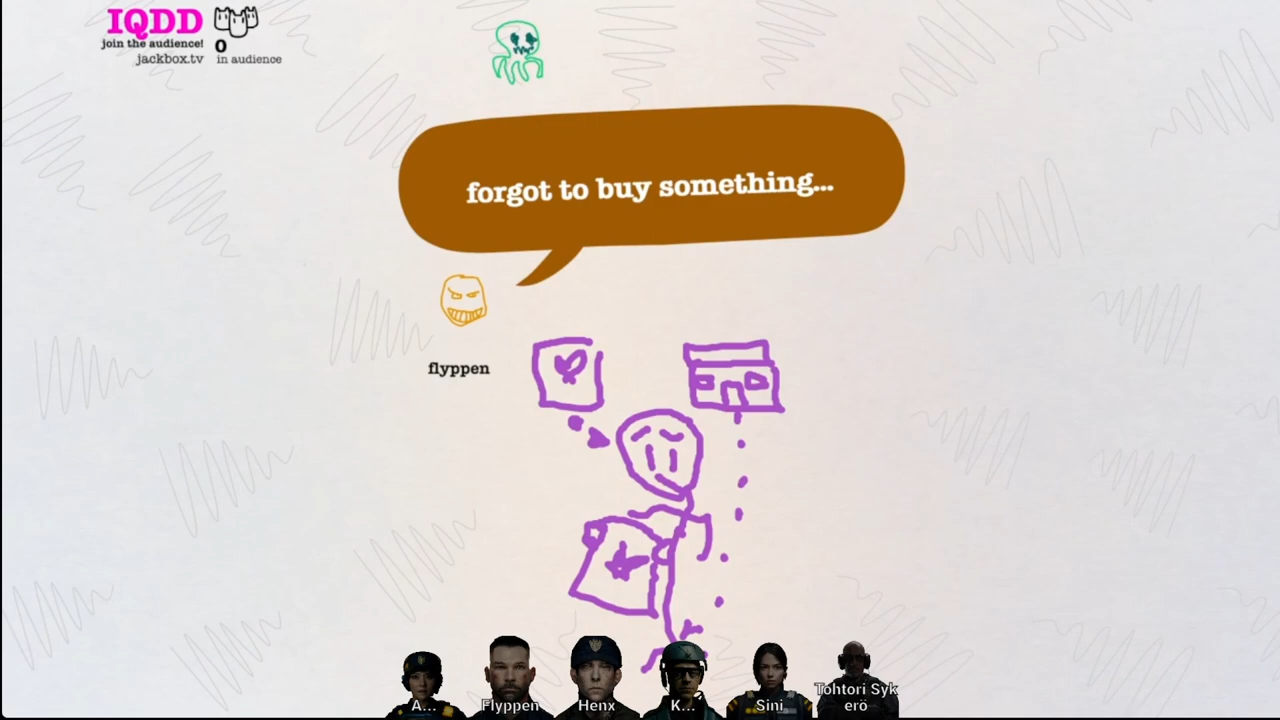 IQDD
join the audience!
jackbox.tv
0
in audience
forgot to buy something...
flyppen
A...
Flyppen
Henx
K...
Sini
Tohtori Syk
erö